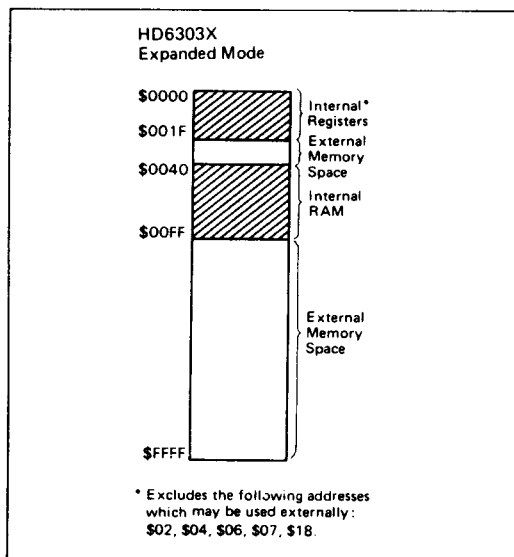 HD6303X
Expanded Mode
$0000
Internal*
Registers
$001F
External
Memory
Space
$0040
Internal
RAM
$00FF
External
Memory
Space
$FFFF
* Excludes the following addresses
which may be used externally:
$02, $04, $06, $07, $18.